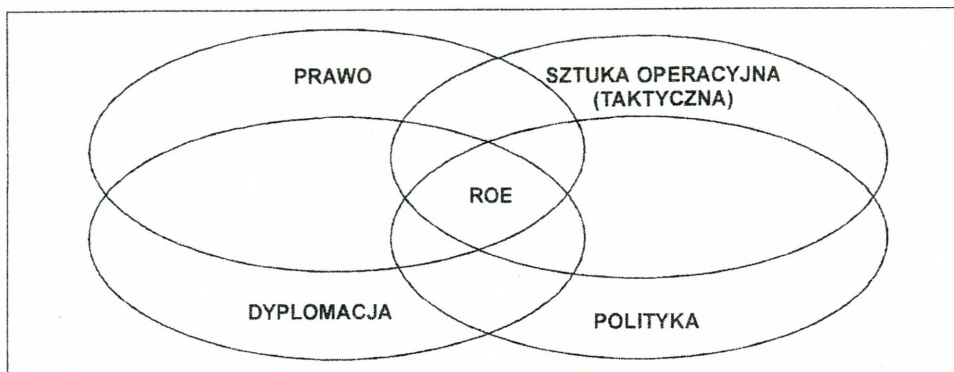 PRAWO
SZTUKA OPERACYJNA
(TAKTYCZNA)
ROE
DYPLOMACJA
POLITYKA